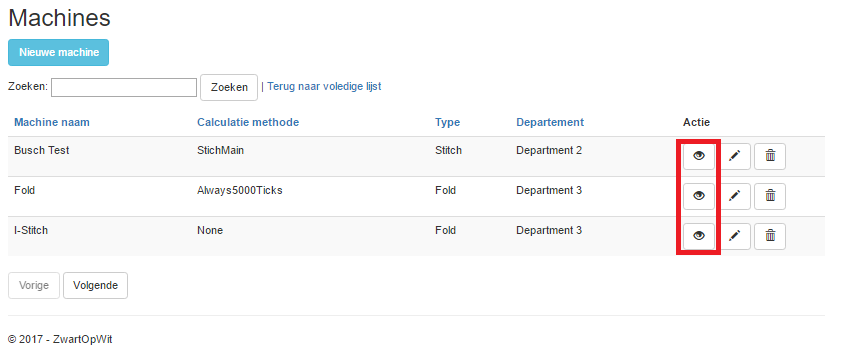 Machines
Nieuwe machine
Zoeken: Zoeken | Terug naar voledige lijst
Machine naam Calculatie methode Type Departement Actie
Busch Test StichMain Stitch Department 2
Fold Always5000Ticks Fold Department 3
I-Stitch None Fold Department 3
Vorige Volgende
© 2017 - ZwartOpWit